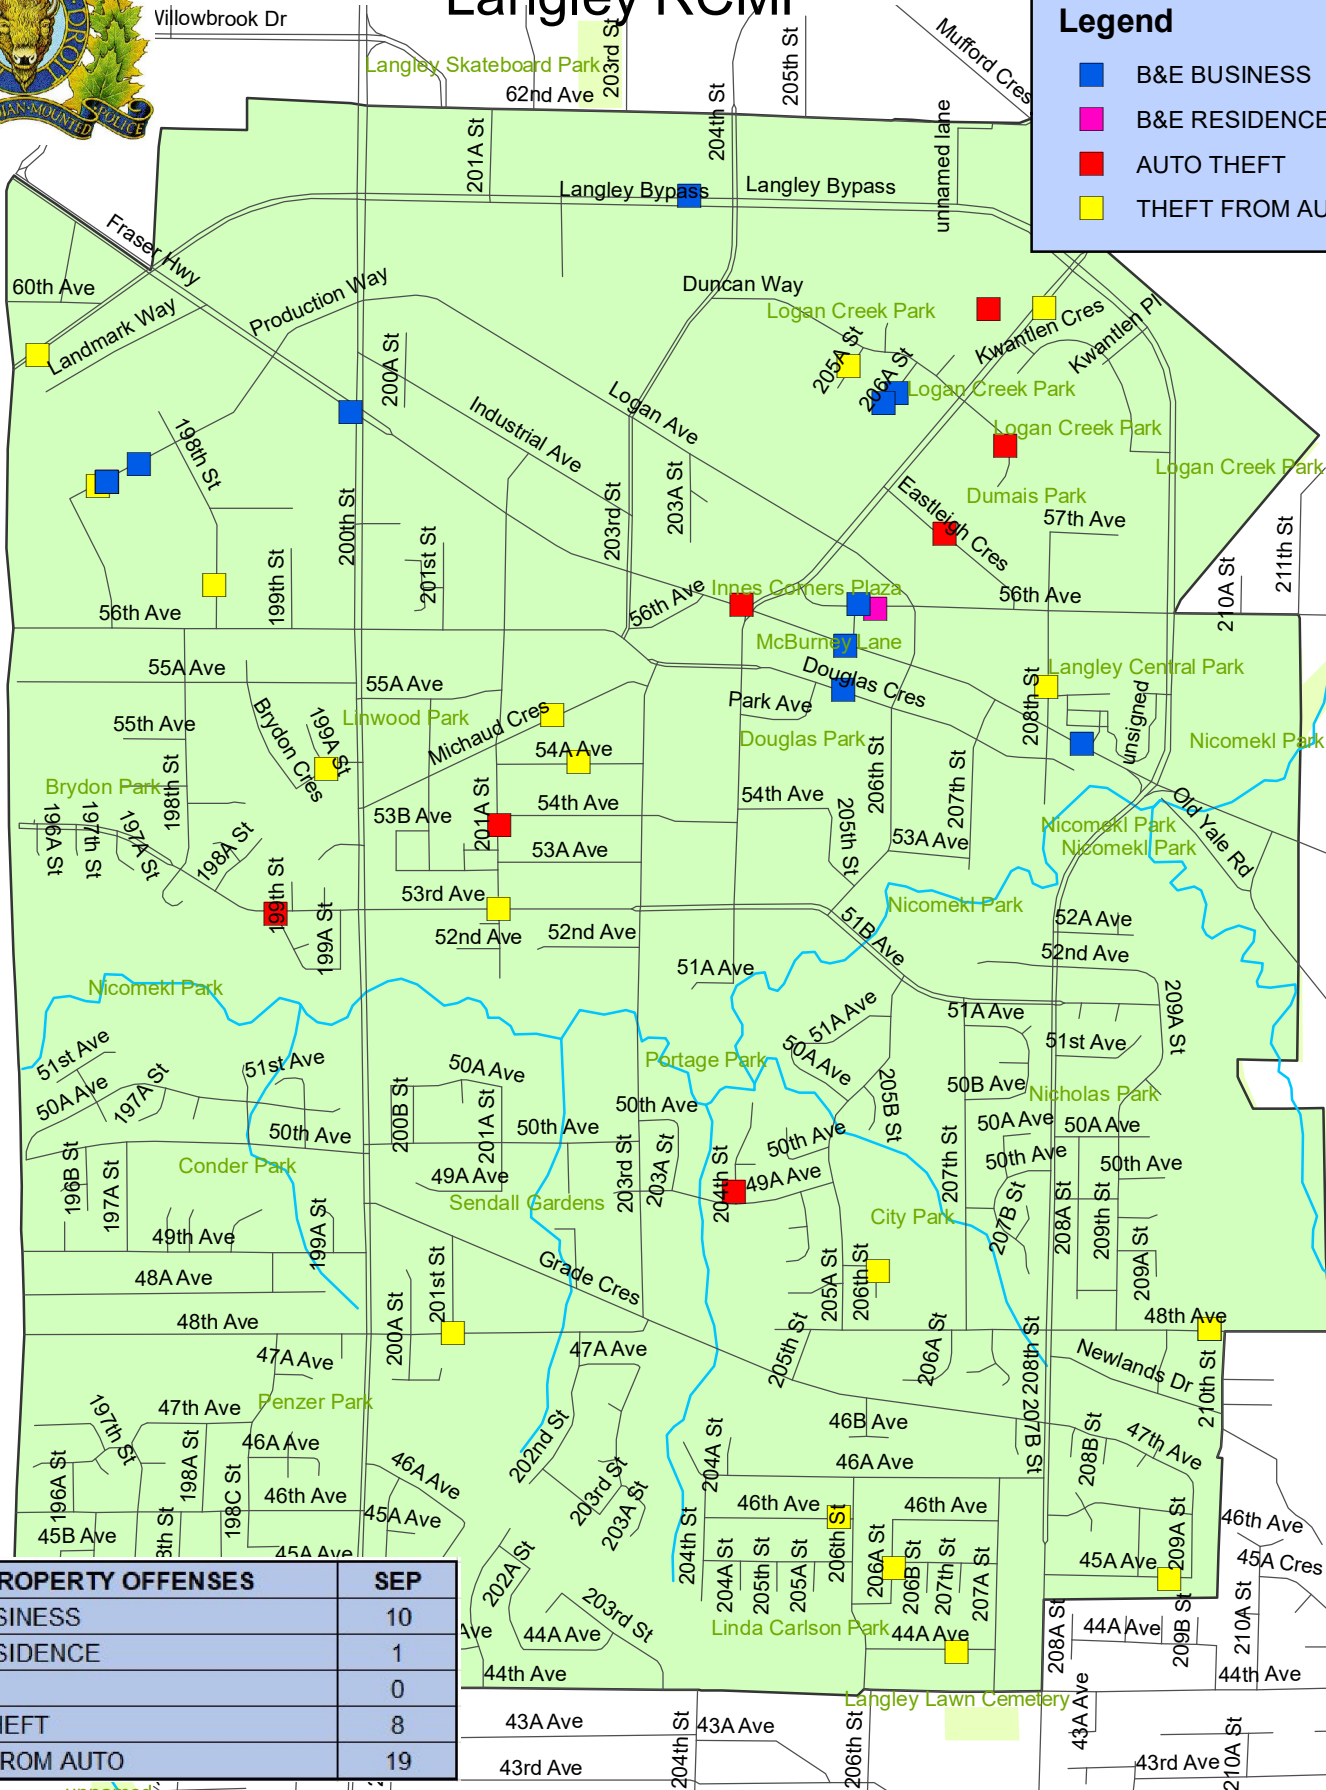 Langley RCMP
Willowbrook Dr
Langley Skateboard Park
203rd St
62nd Ave
204th St
205th St
Mufford Cres
unnamed lane
201A St
Legend
B&E BUSINESS
B&E RESIDENCE
AUTO THEFT
THEFT FROM AU
POLICE
Langley Bypass
Langley Bypass
Fraser Hwy
60th Ave
Landmark Way
Production Way
Duncan Way
Logan Creek Park
Kwantlen Cres
Kwantlen Pl
200A St
205A St
206A St
Logan Creek Park
Logan Ave
Industrial Ave
Logan Creek Park
Logan Creek Park
198th St
203A St
203rd St
200th St
Eastleigh Cres
Dumais Park
57th Ave
211th St
210A St
199th St
201st St
56th Ave
56th Ave
Innes Corners Plaza
56th Ave
McBurney Lane
Douglas Cres
Langley Central Park
55A Ave
55A Ave
Linwood Park
Park Ave
208th St
unsigned
55th Ave
Brydon Cres
199A St
Michaud Cres
54A Ave
Douglas Park
Nicomekl Park
206th St
207th St
Brydon Park
198th St
196A St
197th St
197A St
198A St
53B Ave
201A St
54th Ave
54th Ave
205th St
53A Ave
53A Ave
Old Yale Rd
Nicomekl Park
Nicomekl Park
199th St
199A St
53rd Ave
52nd Ave
52nd Ave
Nicomekl Park
51B Ave
52A Ave
52nd Ave
51A Ave
Nicomekl Park
209A St
51A Ave
51A Ave
51st Ave
51st Ave
51st Ave
50A Ave
197A St
50A Ave
Portage Park
50A Ave
205B St
50B Ave
Nicholas Park
200B St
201A St
50th Ave
50th Ave
50th Ave
50th Ave
50A Ave
50A Ave
50th Ave
50th Ave
196B St
197A St
Conder Park
49A Ave
Sendall Gardens
203rd St
203A St
204th St
49A Ave
City Park
207th St
207B St
208A St
209th St
209A St
49th Ave
199A St
48A Ave
Grade Cres
205A St
206th St
48th Ave
200A St
201st St
48th Ave
47A Ave
47A Ave
205th St
206A St
208th St
Newlands Dr
210th St
Penzer Park
47th Ave
197th St
46A Ave
46B Ave
207B St
47th Ave
196A St
198A St
198C St
46A Ave
202nd St
203rd St
203A St
204A St
46A Ave
208B St
46th Ave
45A Ave
46th Ave
206th St
46th Ave
209A St
46th Ave
45B Ave
45A Ave
204th St
204A St
205th St
205A St
206A St
206B St
207th St
207A St
45A Ave
45A Cres
202A St
203rd St
44A Ave
Linda Carlson Park
44A Ave
208A St
44A Ave
209B St
210A St
44th Ave
44th Ave
Langley Lawn Cemetery
43A Ave
43A Ave
43A Ave
204th St
206th St
43rd Ave
43rd Ave
210A St
ROPERTY OFFENSES SEP
SINESS 10
SIDENCE 1
0
HEFT 8
ROM AUTO 19